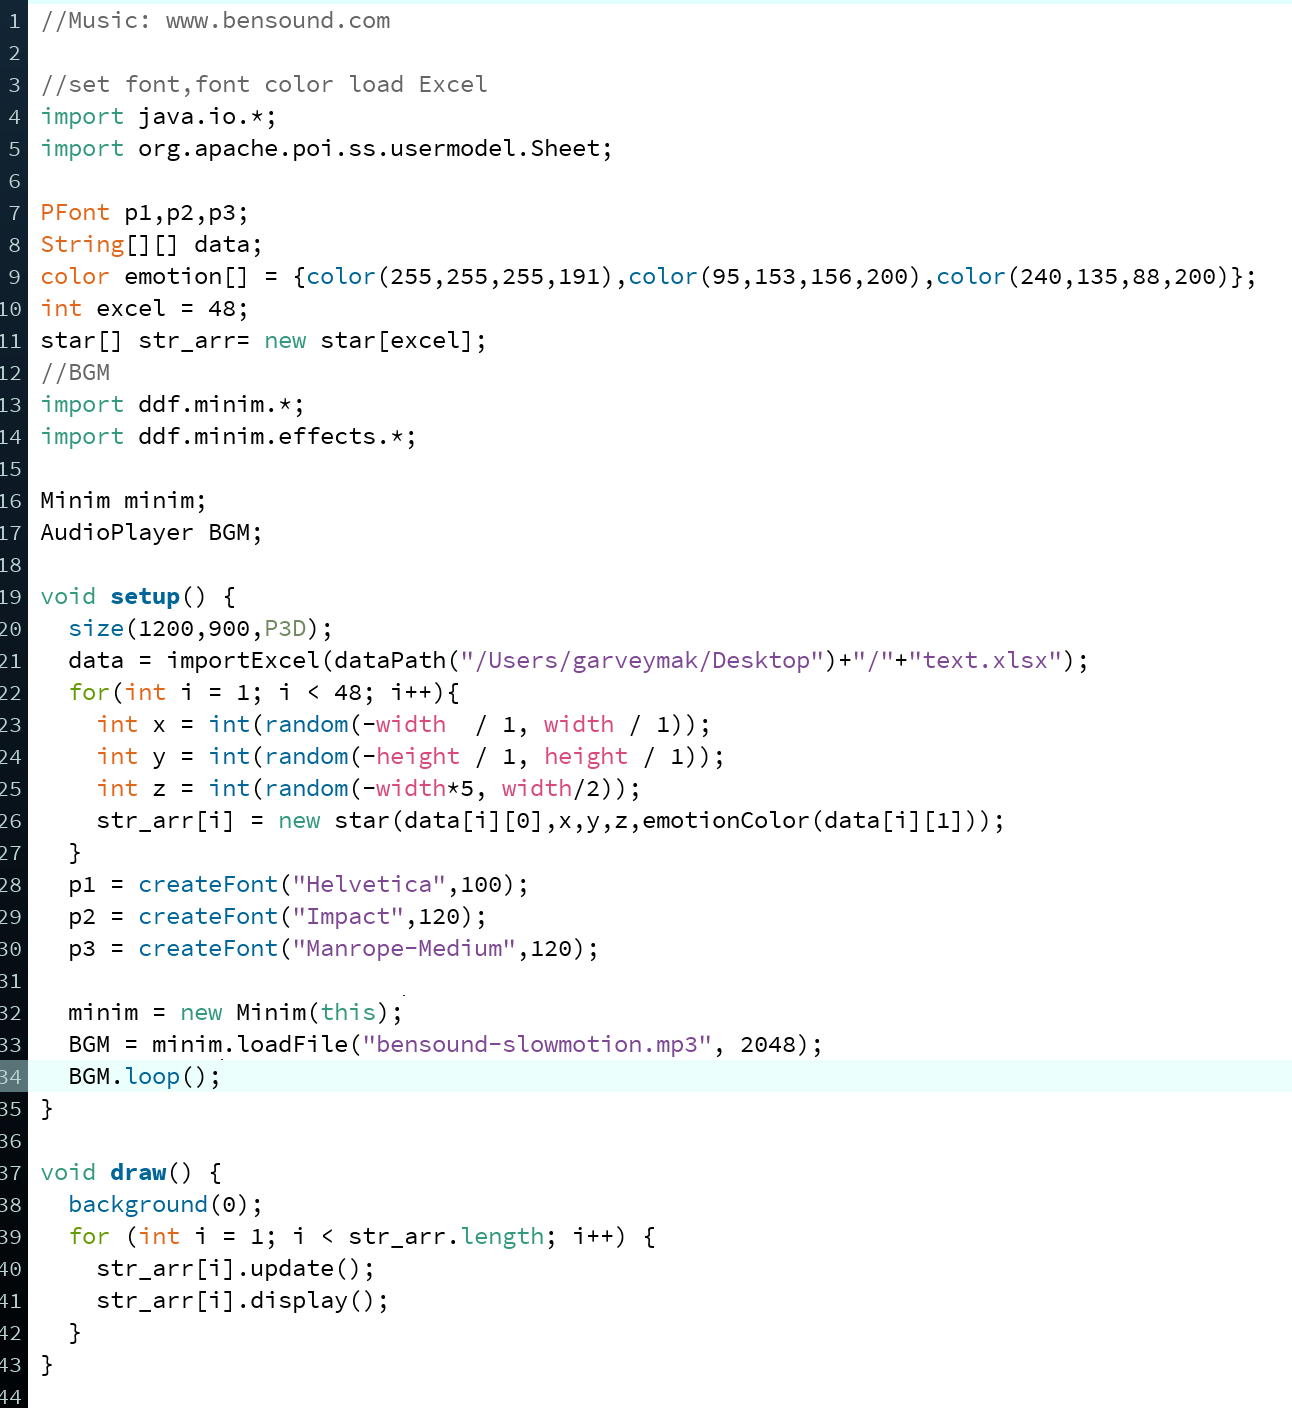 1 //Music: www.bensound.com
2
3 //set font,font color load Excel
4 import java.io.*;
5 import org.apache.poi.ss.usermodel.Sheet;
6
7 PFont p1,p2,p3;
8 String[][] data;
9 color emotion[] = {color(255,255,255,191),color(95,153,156,200),color(240,135,88,200)};
10 int excel = 48;
11 star[] str_arr= new star[excel];
12 //BGM
13 import ddf.minim.*;
14 import ddf.minim.effects.*;
15
16 Minim minim;
17 AudioPlayer BGM;
18
19 void setup() {
20   size(1200,900,P3D);
21   data = importExcel(dataPath("/Users/garveymak/Desktop")+"/"+"text.xlsx");
22   for(int i = 1; i < 48; i++){
23     int x = int(random(-width  / 1, width / 1));
24     int y = int(random(-height / 1, height / 1));
25     int z = int(random(-width*5, width/2));
26     str_arr[i] = new star(data[i][0],x,y,z,emotionColor(data[i][1]));
27   }
28   p1 = createFont("Helvetica",100);
29   p2 = createFont("Impact",120);
30   p3 = createFont("Manrope-Medium",120);
31
32   minim = new Minim(this);
33   BGM = minim.loadFile("bensound-slowmotion.mp3", 2048);
34   BGM.loop();
35 }
36
37 void draw() {
38   background(0);
39   for (int i = 1; i < str_arr.length; i++) {
40     str_arr[i].update();
41     str_arr[i].display();
42   }
43 }
44